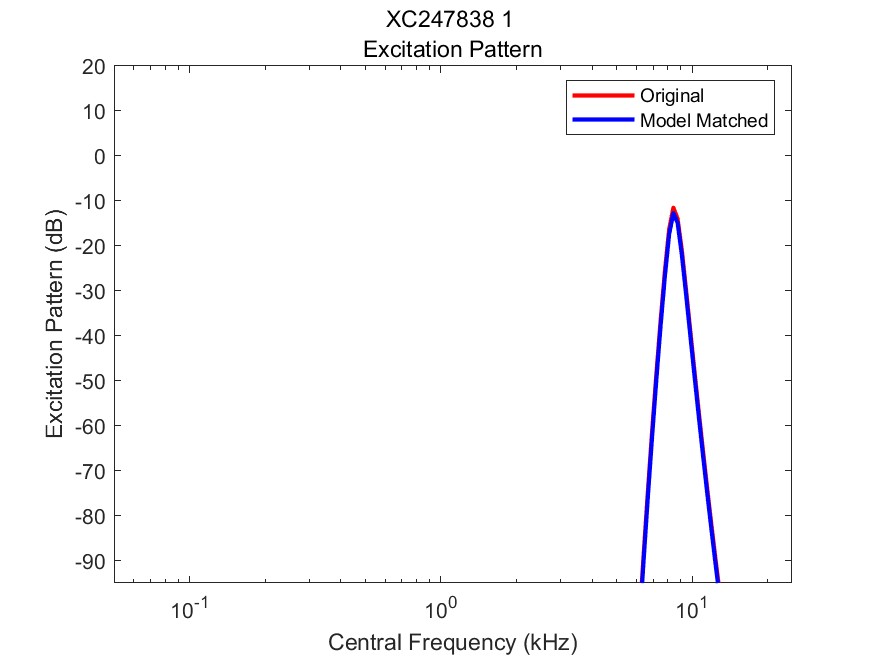 XC247838 1
Excitation Pattern
Original
Model Matched
20
10
0
-10
-20
-30
-40
-50
-60
-70
-80
-90
Excitation Pattern (dB)
10^-1
10^0
10^1
Central Frequency (kHz)